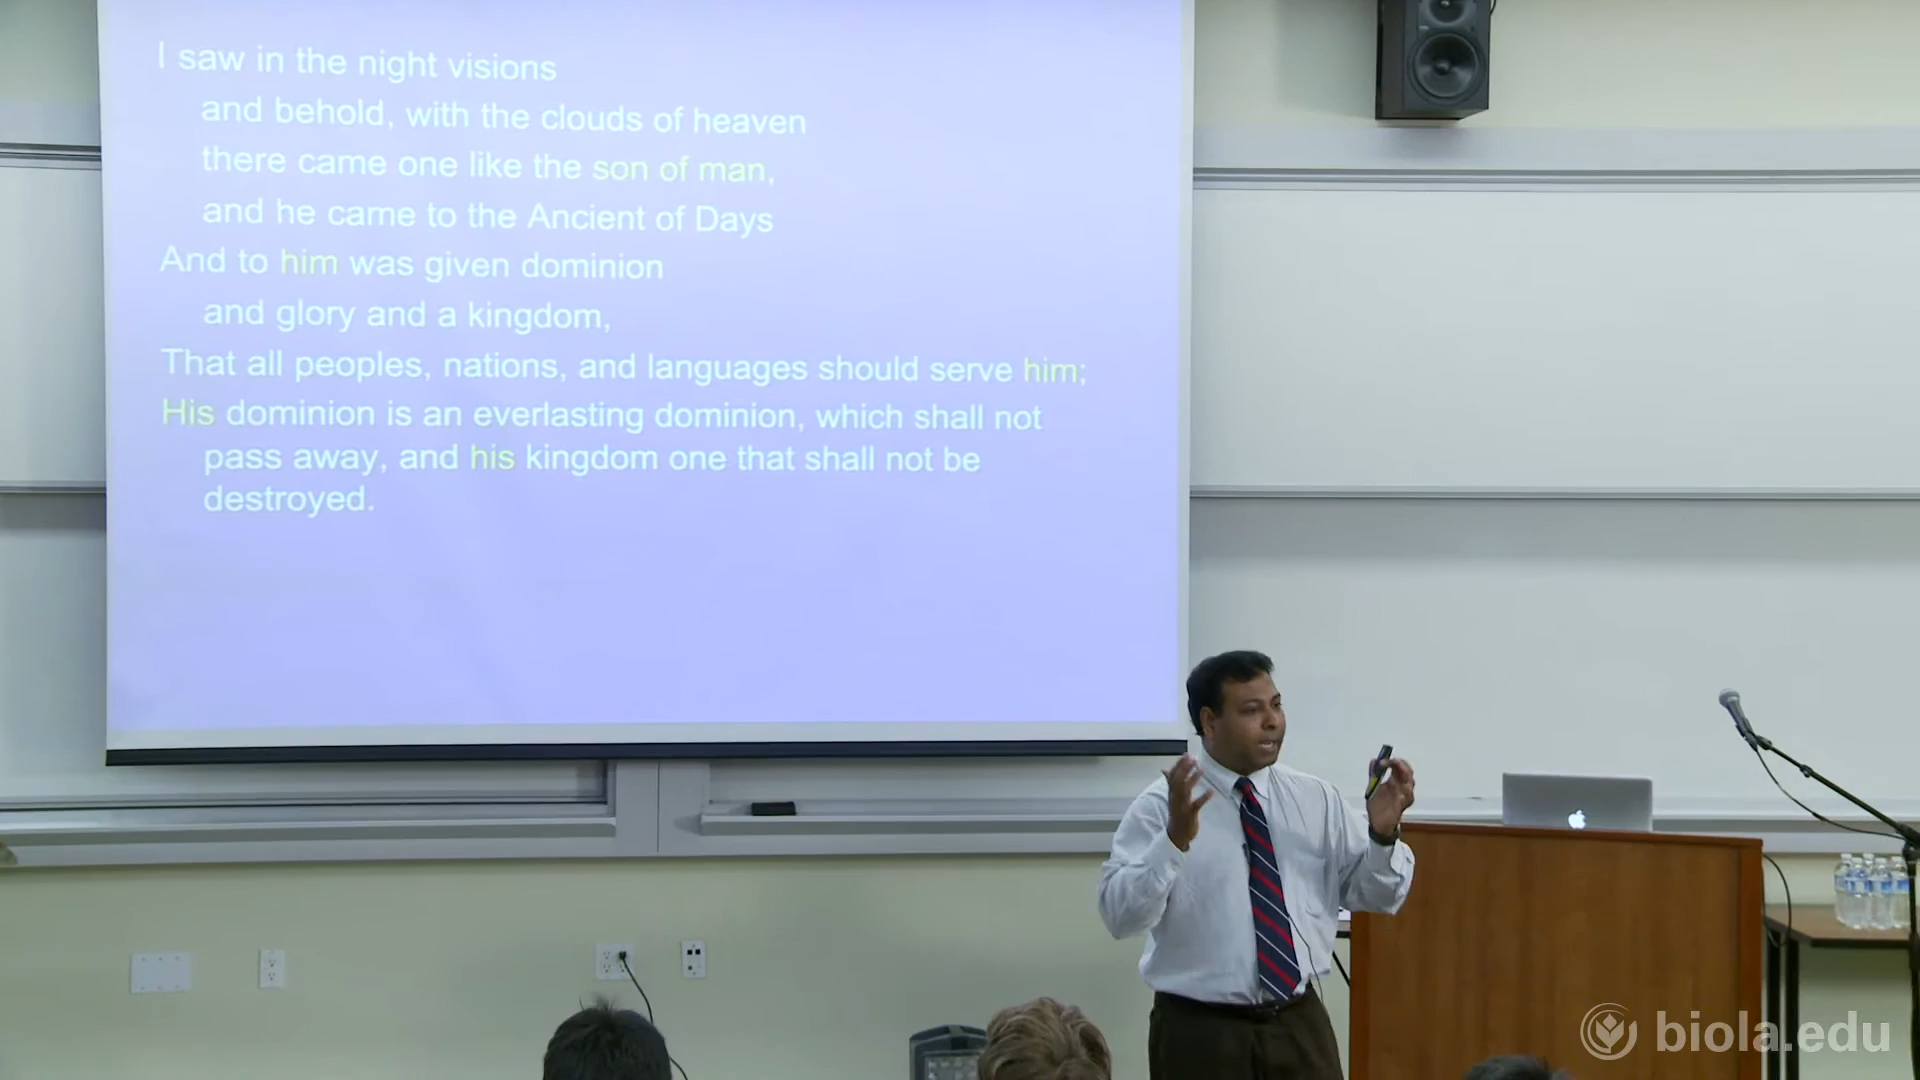 I saw in the night visions
and behold, with the clouds of heaven
there came one like the son of man,
and he came to the Ancient of Days
And to him was given dominion
and glory and a kingdom,
That all peoples, nations, and languages should serve him;
His dominion is an everlasting dominion, which shall not
pass away, and his kingdom one that shall not be
destroyed.
biola.edu